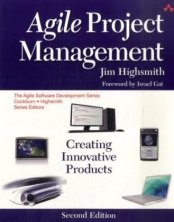 Agile Project
Management
Jim Highsmith
Foreword by Israel Gat
The Agile Software Development Series
Cockburn • Highsmith
Series Editors
Creating
Innovative
Products
Second Edition